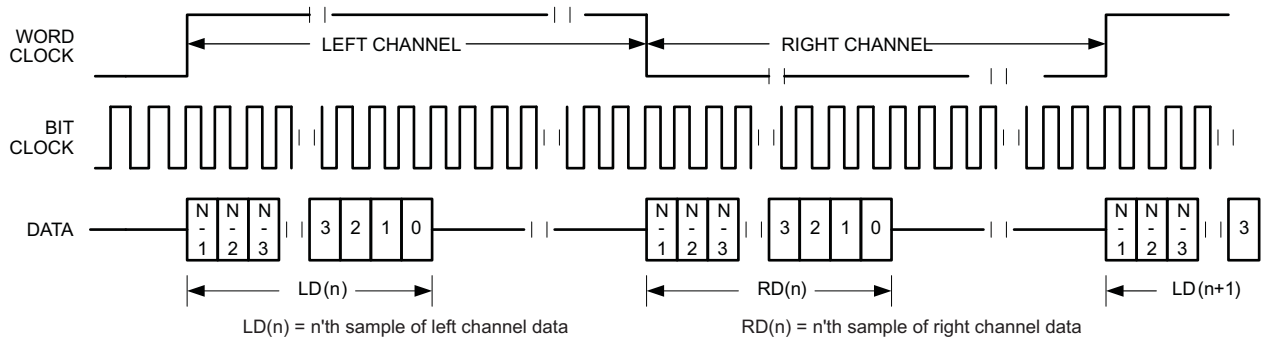 WORD
CLOCK
LEFT CHANNEL
RIGHT CHANNEL
BIT
CLOCK
DATA
N
-
1
N
-
2
N
-
3
3
2
1
0
N
-
1
N
-
2
N
-
3
3
2
1
0
N
-
1
N
-
2
N
-
3
3
LD(n)
RD(n)
LD(n+1)
LD(n) = n'th sample of left channel data
RD(n) = n'th sample of right channel data